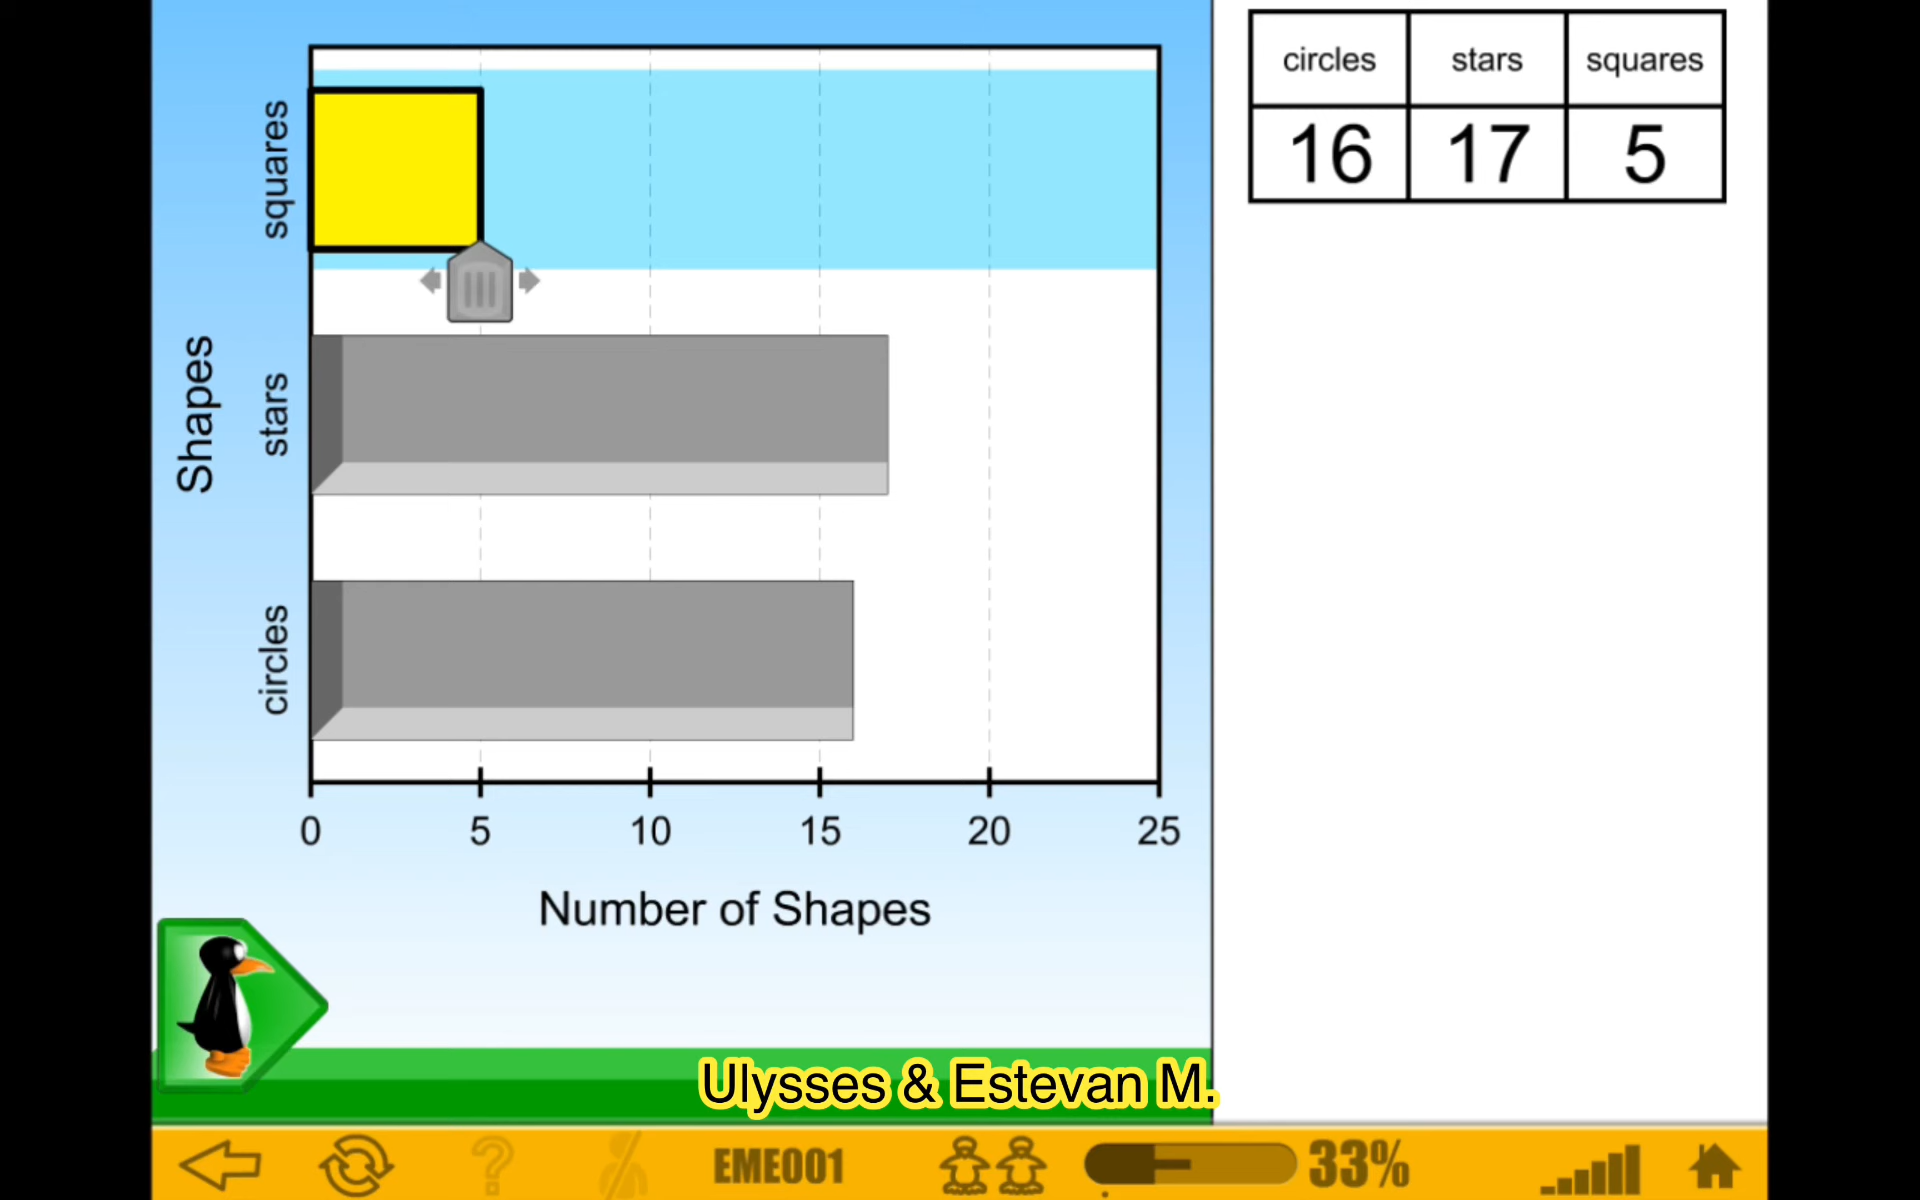 circles stars squares
16 17 5
squares
stars
circles
Shapes
0 5 10 15 20 25
Number of Shapes
Ulysses & Estevan M.
? EME001 33%